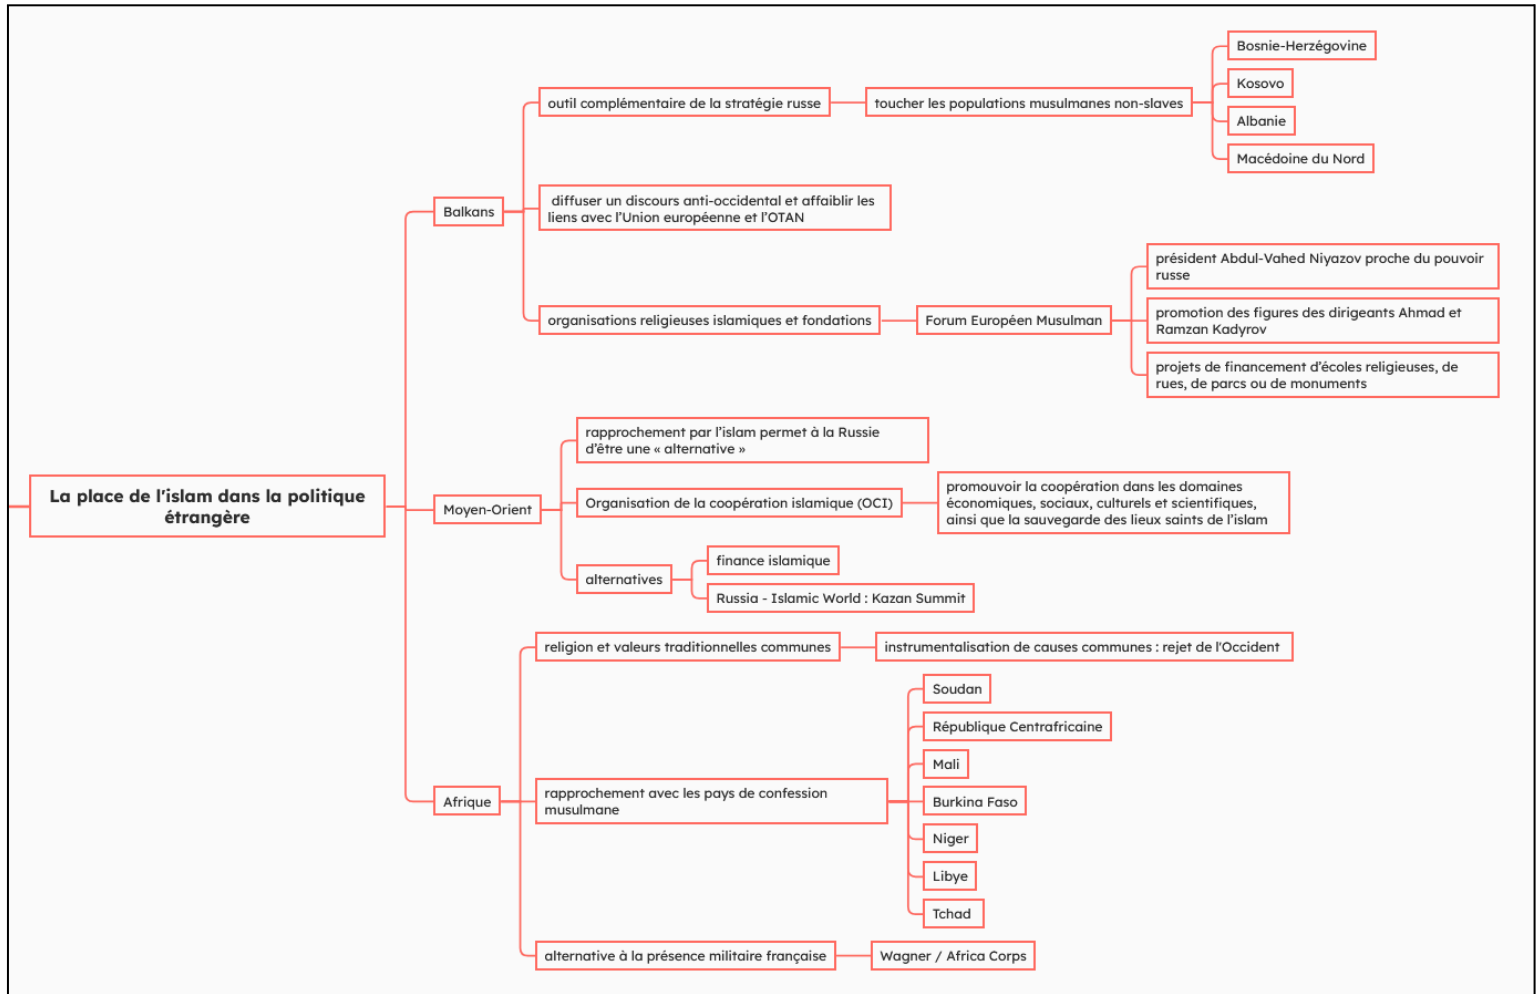 La place de l'islam dans la politique
étrangère
Balkans
outil complémentaire de la stratégie russe
toucher les populations musulmanes non-slaves
Bosnie-Herzégovine
Kosovo
Albanie
Macédoine du Nord
diffuser un discours anti-occidental et affaiblir les
liens avec l’Union européenne et l’OTAN
organisations religieuses islamiques et fondations
Forum Européen Musulman
président Abdul-Vahed Niyazov proche du pouvoir
russe
promotion des figures des dirigeants Ahmad et
Ramzan Kadyrov
projets de financement d’écoles religieuses, de
rues, de parcs ou de monuments
Moyen-Orient
rapprochement par l’islam permet à la Russie
d’être une « alternative »
Organisation de la coopération islamique (OCI)
promouvoir la coopération dans les domaines
économiques, sociaux, culturels et scientifiques,
ainsi que la sauvegarde des lieux saints de l’islam
alternatives
finance islamique
Russia - Islamic World : Kazan Summit
Afrique
religion et valeurs traditionnelles communes
instrumentalisation de causes communes : rejet de l'Occident
rapprochement avec les pays de confession
musulmane
Soudan
République Centrafricaine
Mali
Burkina Faso
Niger
Libye
Tchad
alternative à la présence militaire française
Wagner / Africa Corps